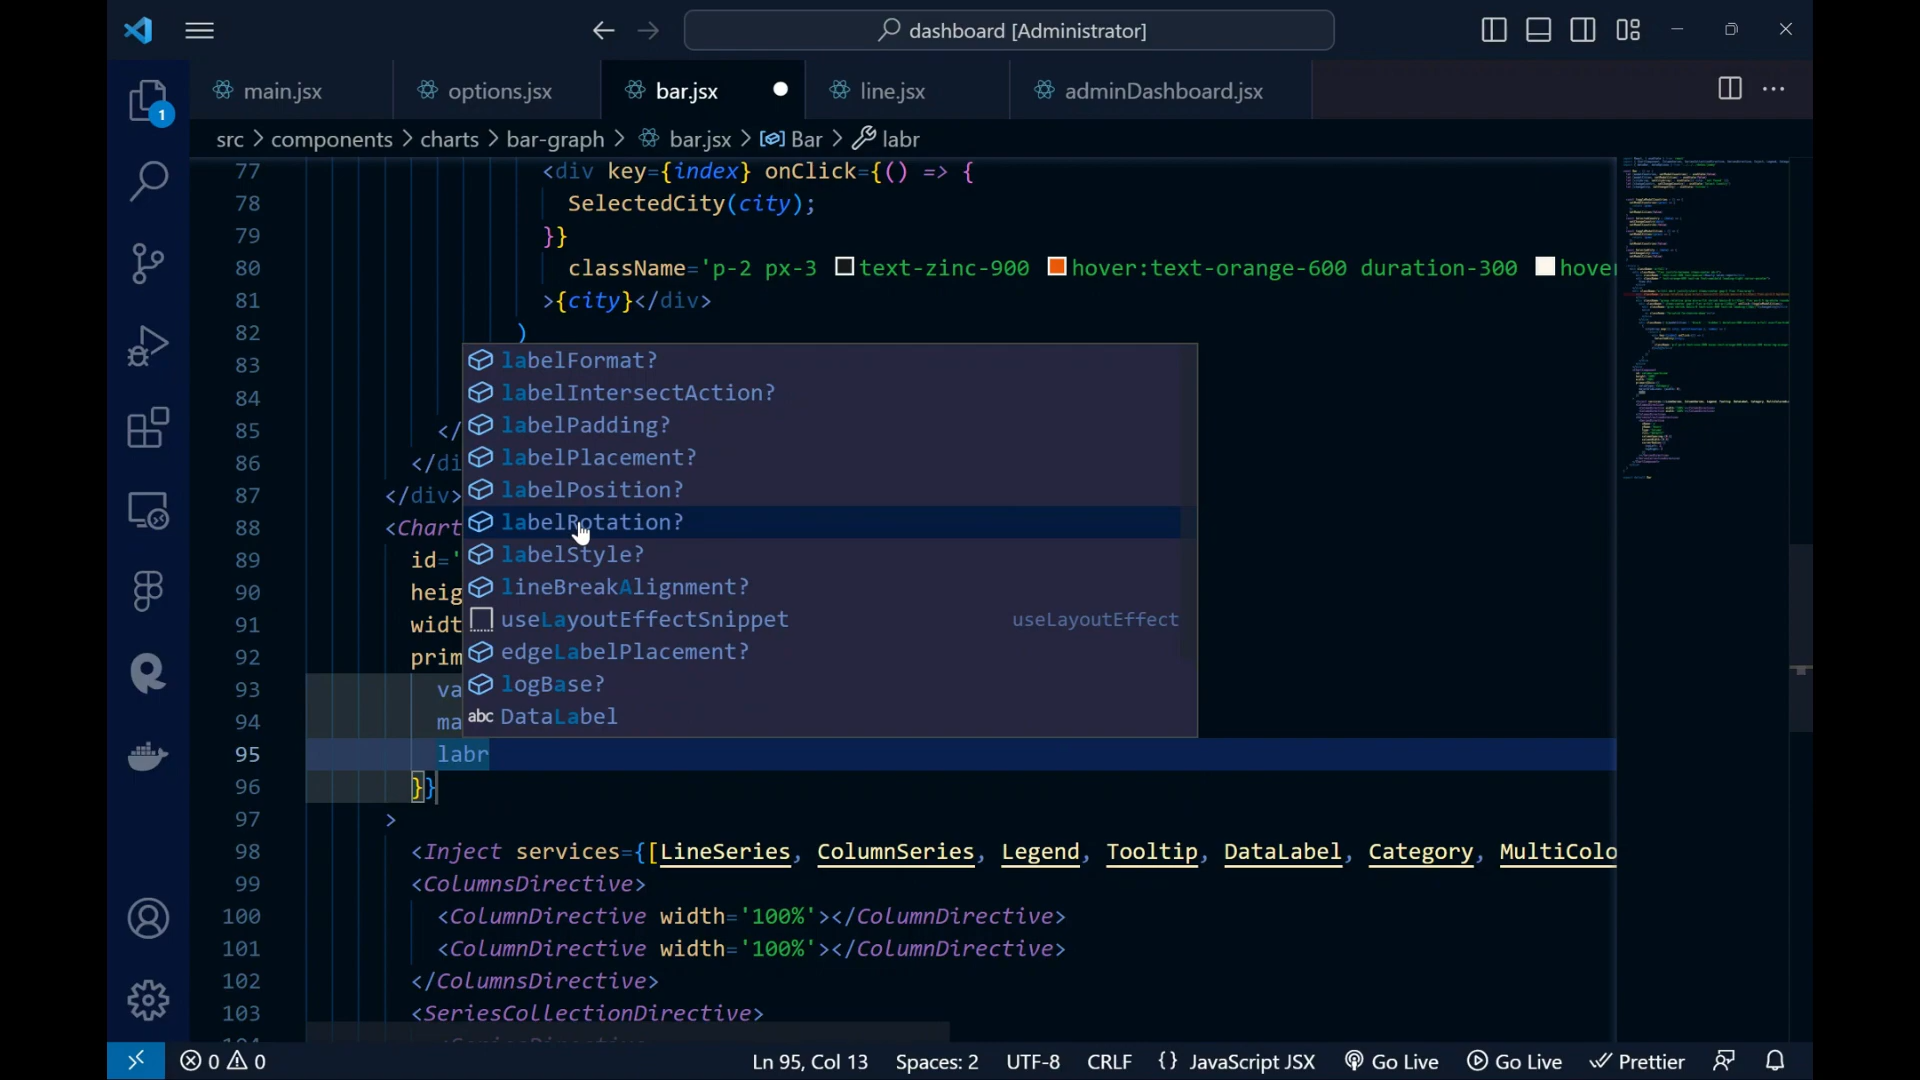 dashboard [Administrator]
main.jsx
options.jsx
bar.jsx
line.jsx
adminDashboard.jsx
1
src > components > charts > bar-graph > bar.jsx > Bar > labr
77 <div key={index} onClick={() => {
78 SelectedCity(city);
79 }}
80 className='p-2 px-3 text-zinc-900 hover:text-orange-600 duration-300 hover
81 >{city}</div>
82 )
83
84
85 </
86 </di
87 </div>
88 <Chart
89 id='
90 heig
91 widt
92 prim
93 va
94 ma
95 labr
96 }}
97 >
98 <Inject services={[LineSeries, ColumnSeries, Legend, Tooltip, DataLabel, Category, MultiColo
99 <ColumnsDirective>
100 <ColumnDirective width='100%'></ColumnDirective>
101 <ColumnDirective width='100%'></ColumnDirective>
102 </ColumnsDirective>
103 <SeriesCollectionDirective>
labelFormat?
labelIntersectAction?
labelPadding?
labelPlacement?
labelPosition?
labelRotation?
labelStyle?
lineBreakAlignment?
useLayoutEffectSnippet useLayoutEffect
edgeLabelPlacement?
logBase?
abc DataLabel
0 0 Ln 95, Col 13 Spaces: 2 UTF-8 CRLF {} JavaScript JSX Go Live Go Live Prettier